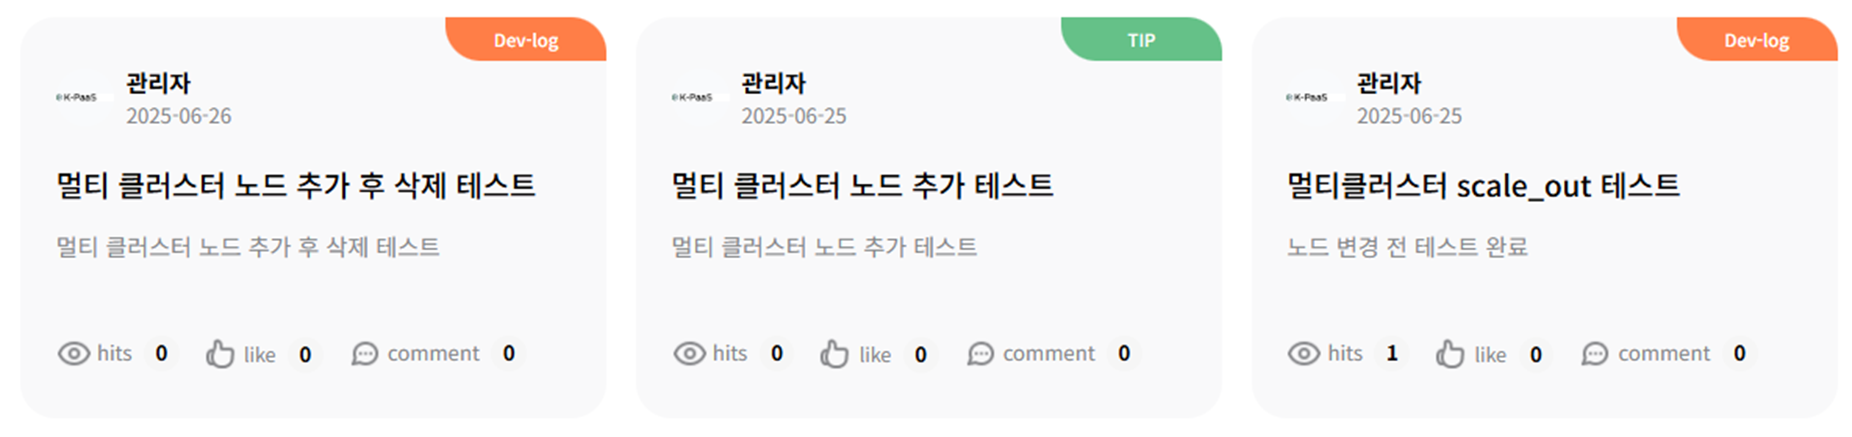 Dev-log
K-PaaS
관리자
2025-06-26
멀티 클러스터 노드 추가 후 삭제 테스트
멀티 클러스터 노드 추가 후 삭제 테스트
hits 0 like 0 comment 0
TIP
K-PaaS
관리자
2025-06-25
멀티 클러스터 노드 추가 테스트
멀티 클러스터 노드 추가 테스트
hits 0 like 0 comment 0
Dev-log
K-PaaS
관리자
2025-06-25
멀티클러스터 scale_out 테스트
노드 변경 전 테스트 완료
hits 1 like 0 comment 0